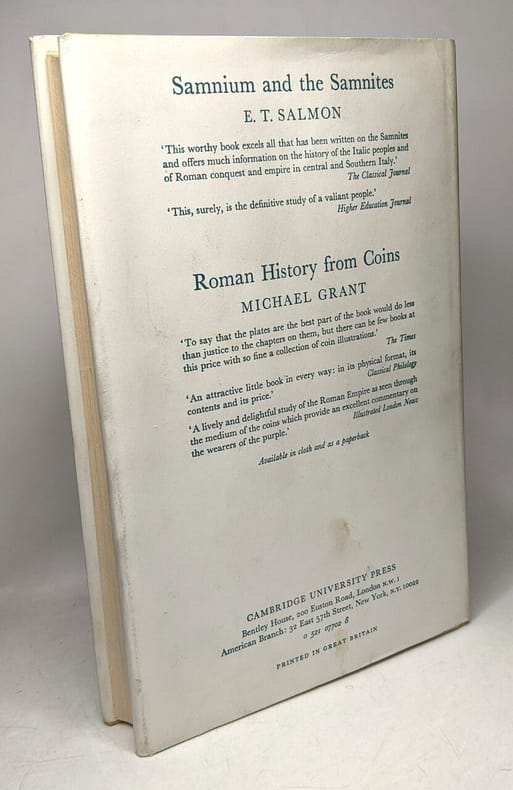 Samnium and the Samnites
E. T. SALMON
‘This worthy book excels all that has been written on the Samnites
and offers much information on the history of the Italic peoples and
of Roman conquest and empire in central and Southern Italy.’
The Classical Journal
‘This, surely, is the definitive study of a valiant people.’
Higher Education Journal
Roman History from Coins
MICHAEL GRANT
‘To say that the plates are the best part of the book would do less
than justice to the chapters on them, but there can be few books at
this price with so fine a collection of coin illustrations.’
The Times
‘An attractive little book in every way: in its physical format, its
contents and its price.’
Classical Philology
‘A lively and delightful study of the Roman Empire as seen through
the medium of the coins which provide an excellent commentary on
the wearers of the purple.’
Illustrated London News
Available in cloth and as a paperback
CAMBRIDGE UNIVERSITY PRESS
Bentley House, 200 Euston Road, London N.W.1
American Branch: 32 East 57th Street, New York, N.Y. 10022
0 521 07702 8
PRINTED IN GREAT BRITAIN